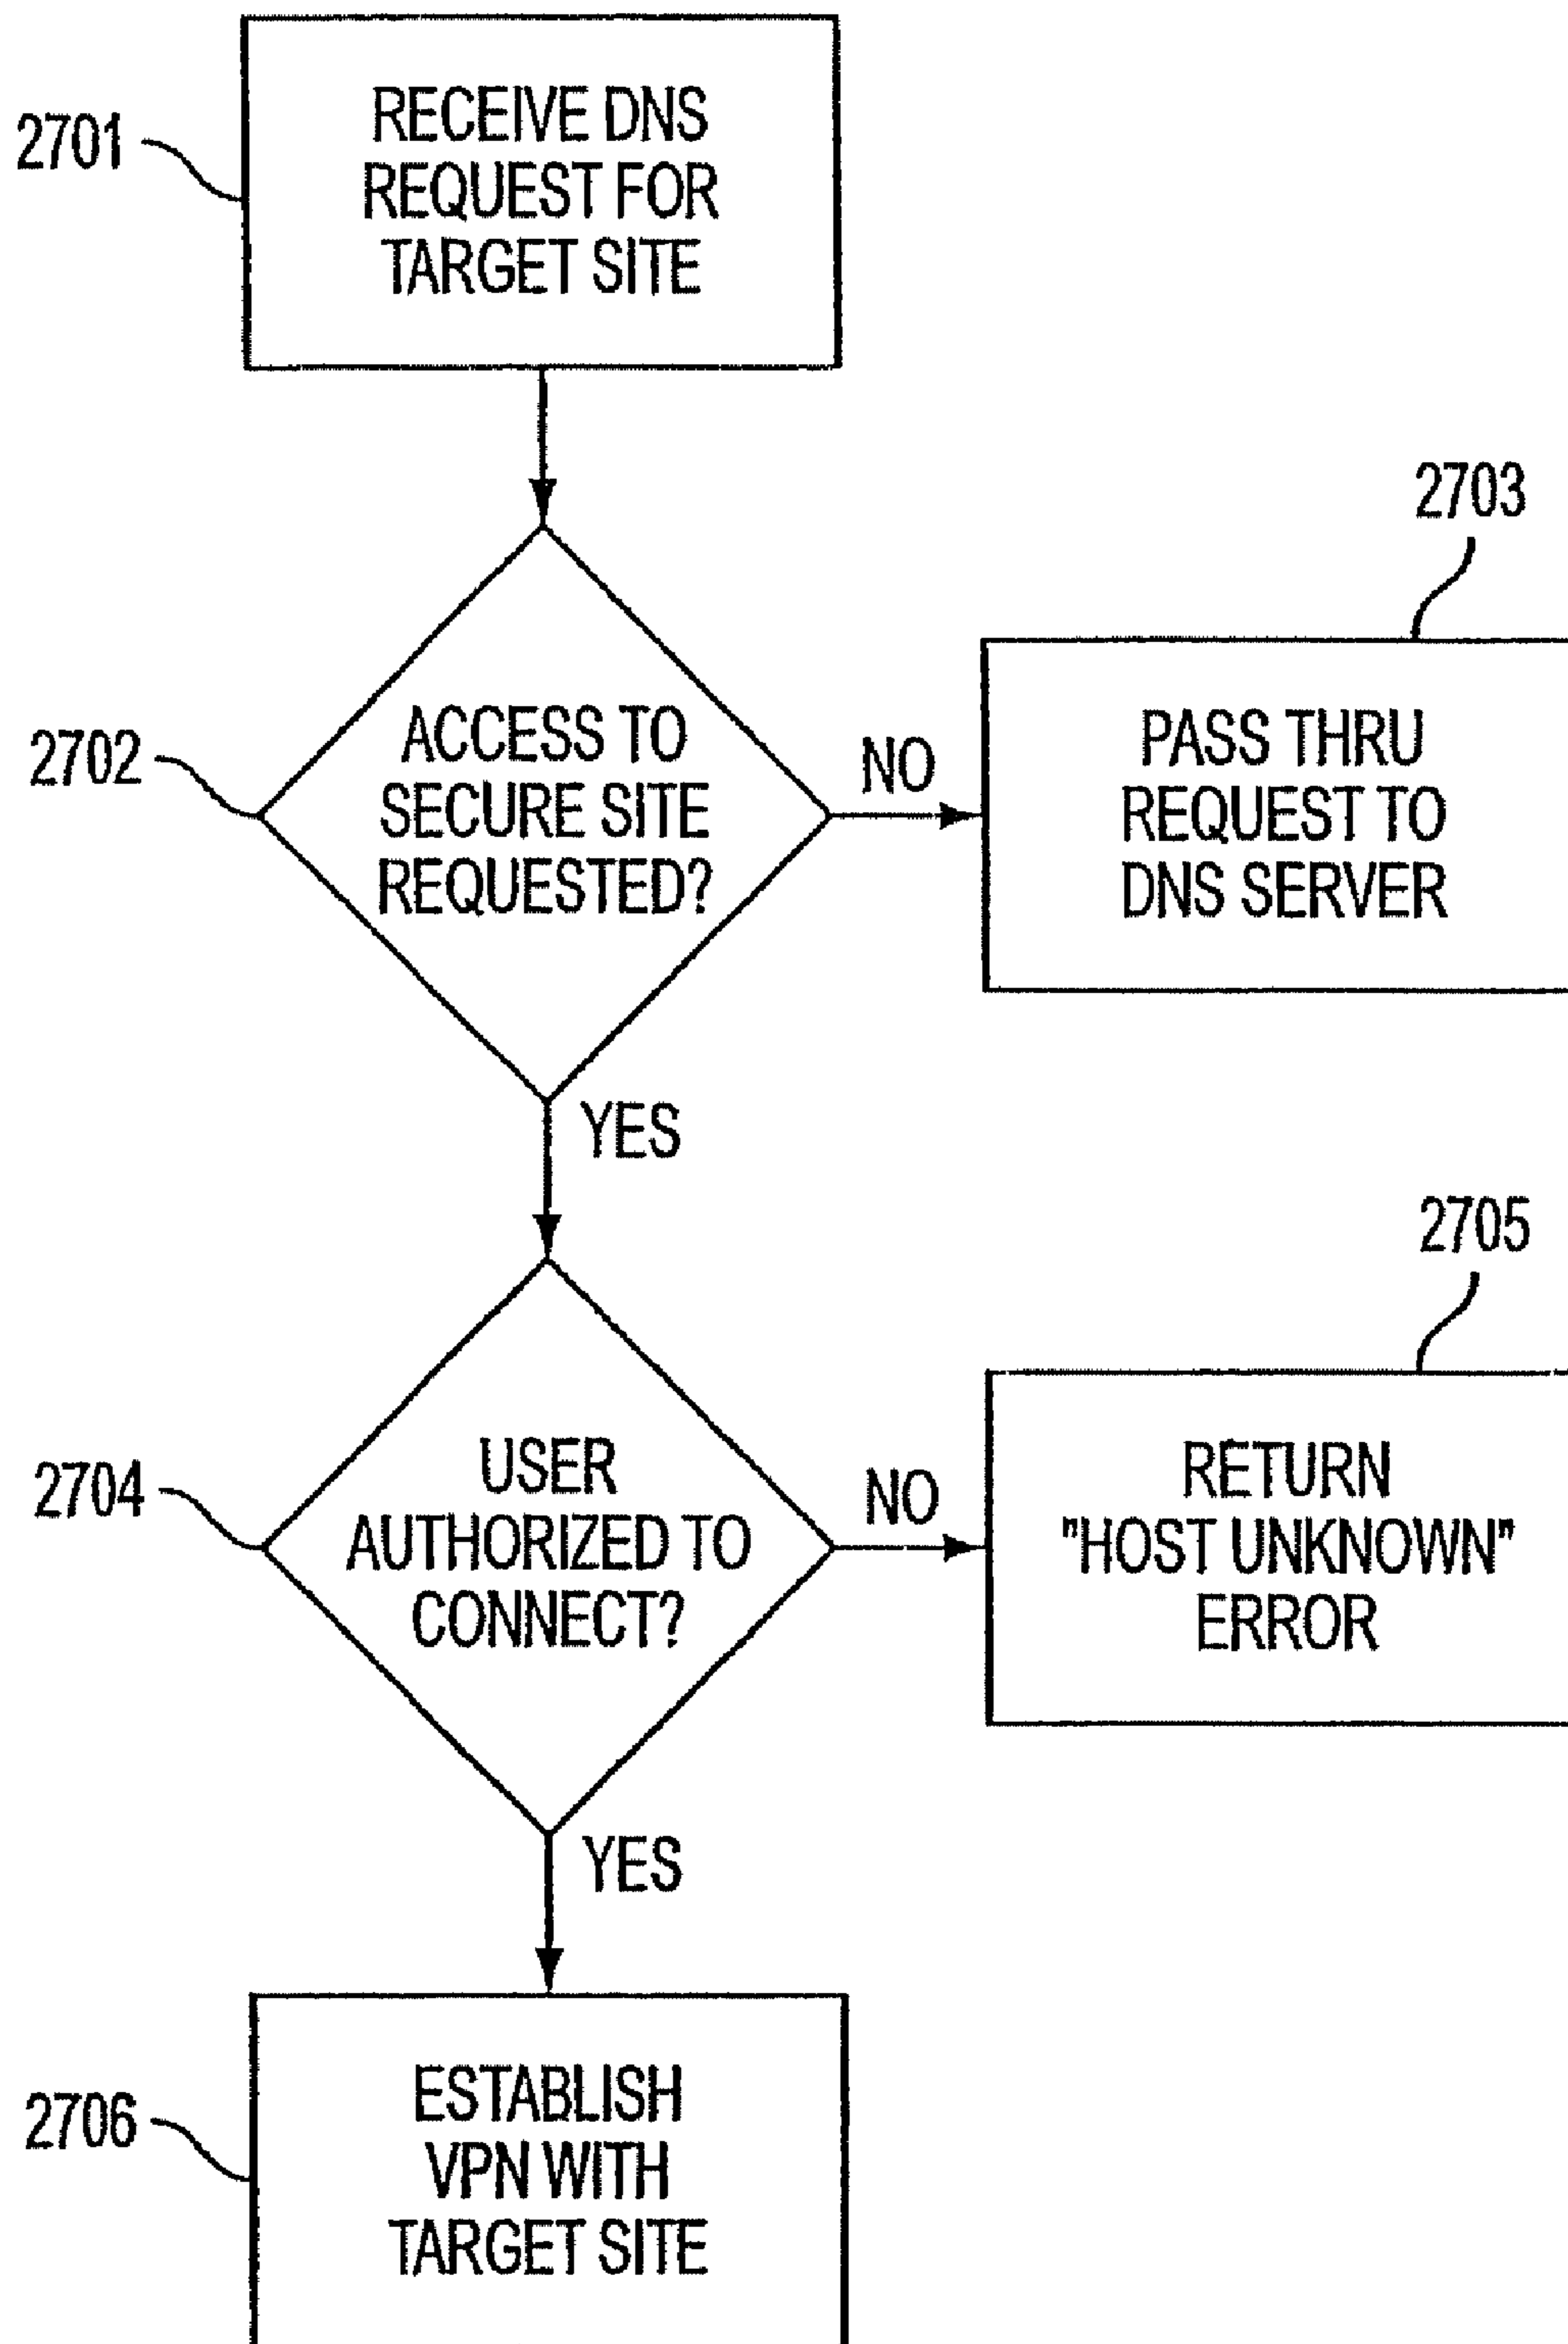 2701
RECEIVE DNS
REQUEST FOR
TARGET SITE
2702
ACCESS TO
SECURE SITE
REQUESTED?
NO
2703
PASS THRU
REQUEST TO
DNS SERVER
YES
2704
USER
AUTHORIZED TO
CONNECT?
NO
2705
RETURN
"HOST UNKNOWN"
ERROR
YES
2706
ESTABLISH
VPN WITH
TARGET SITE